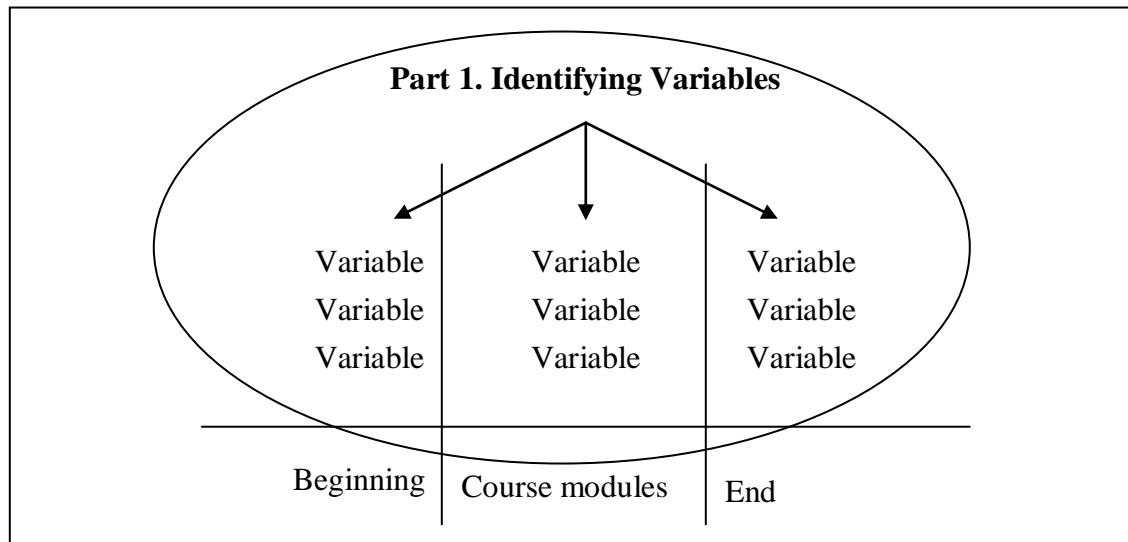 Part 1. Identifying Variables
Variable Variable Variable
Variable Variable Variable
Variable Variable Variable
Beginning Course modules End